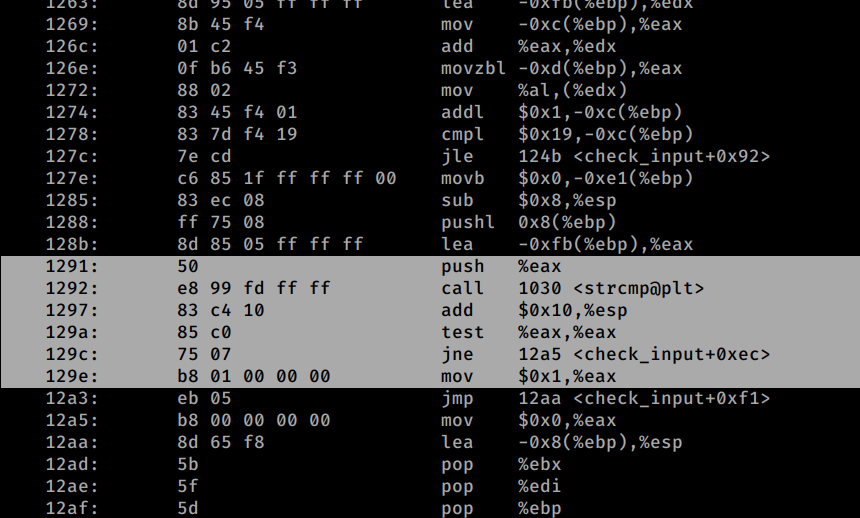 1263: 8d 95 05 ff ff ff lea -0xfb(%ebp),%edx
1269: 8b 45 f4 mov -0xc(%ebp),%eax
126c: 01 c2 add %eax,%edx
126e: 0f b6 45 f3 movzbl -0xd(%ebp),%eax
1272: 88 02 mov %al,(%edx)
1274: 83 45 f4 01 addl $0x1,-0xc(%ebp)
1278: 83 7d f4 19 cmpl $0x19,-0xc(%ebp)
127c: 7e cd jle 124b <check_input+0x92>
127e: c6 85 1f ff ff ff 00 movb $0x0,-0xe1(%ebp)
1285: 83 ec 08 sub $0x8,%esp
1288: ff 75 08 pushl 0x8(%ebp)
128b: 8d 85 05 ff ff ff lea -0xfb(%ebp),%eax
1291: 50 push %eax
1292: e8 99 fd ff ff call 1030 <strcmp@plt>
1297: 83 c4 10 add $0x10,%esp
129a: 85 c0 test %eax,%eax
129c: 75 07 jne 12a5 <check_input+0xec>
129e: b8 01 00 00 00 mov $0x1,%eax
12a3: eb 05 jmp 12aa <check_input+0xf1>
12a5: b8 00 00 00 00 mov $0x0,%eax
12aa: 8d 65 f8 lea -0x8(%ebp),%esp
12ad: 5b pop %ebx
12ae: 5f pop %edi
12af: 5d pop %ebp